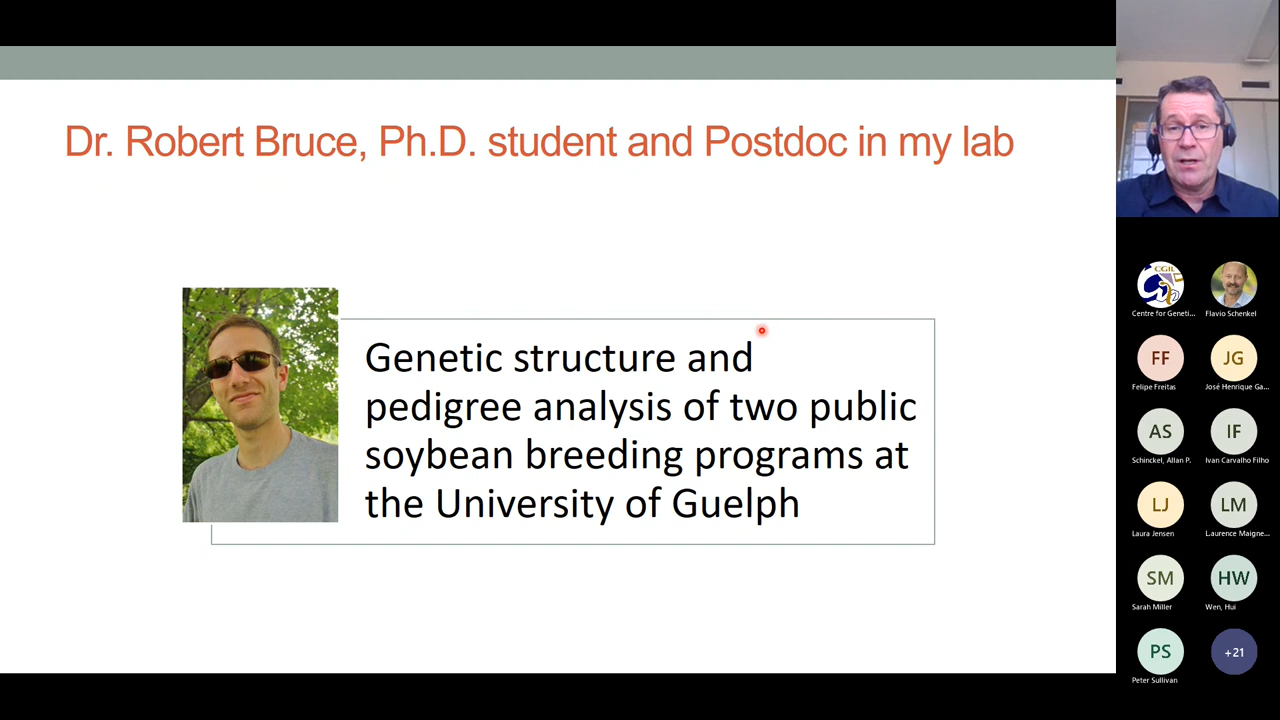 Dr. Robert Bruce, Ph.D. student and Postdoc in my lab
Genetic structure and
pedigree analysis of two public
soybean breeding programs at
the University of Guelph
CGIL
Centre for Geneti...
Flavio Schenkel
FF
JG
Felipe Freitas
José Henrique Ga...
AS
IF
Schinckel, Allan P.
Ivan Carvalho Filho
LJ
LM
Laura Jensen
Laurence Maigne...
SM
HW
Sarah Miller
Wen, Hui
PS
+21
Peter Sullivan